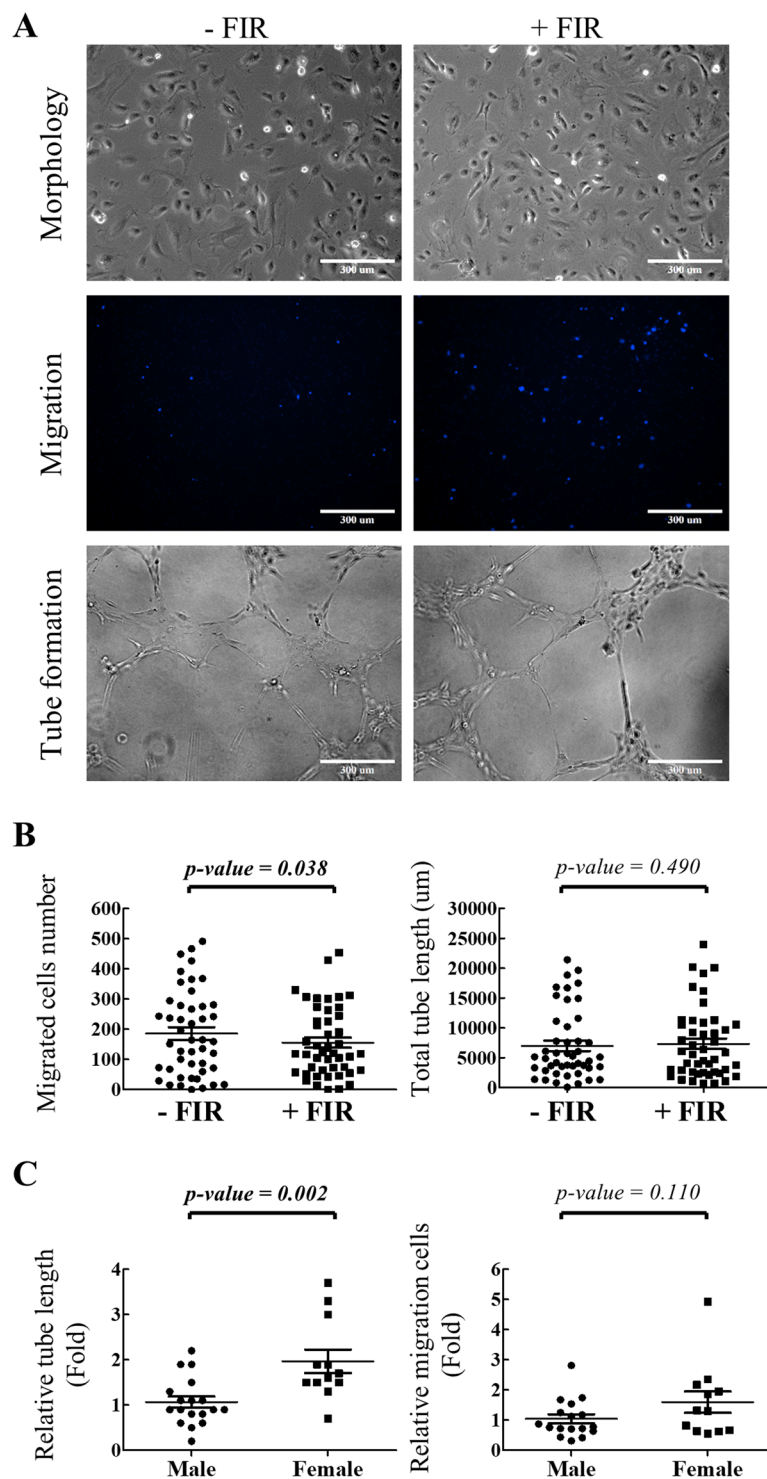 A
- FIR
+ FIR
Morphology
300 um
300 um
Migration
300 um
300 um
Tube formation
300 um
300 um
B
p-value = 0.038
Migrated cells number
600
500
400
300
200
100
0
- FIR
+ FIR
p-value = 0.490
Total tube length (um)
30000
25000
20000
15000
10000
5000
0
- FIR
+ FIR
C
p-value = 0.002
Relative tube length
(Fold)
4
3
2
1
0
Male
Female
p-value = 0.110
Relative migration cells
(Fold)
6
5
4
3
2
1
0
Male
Female